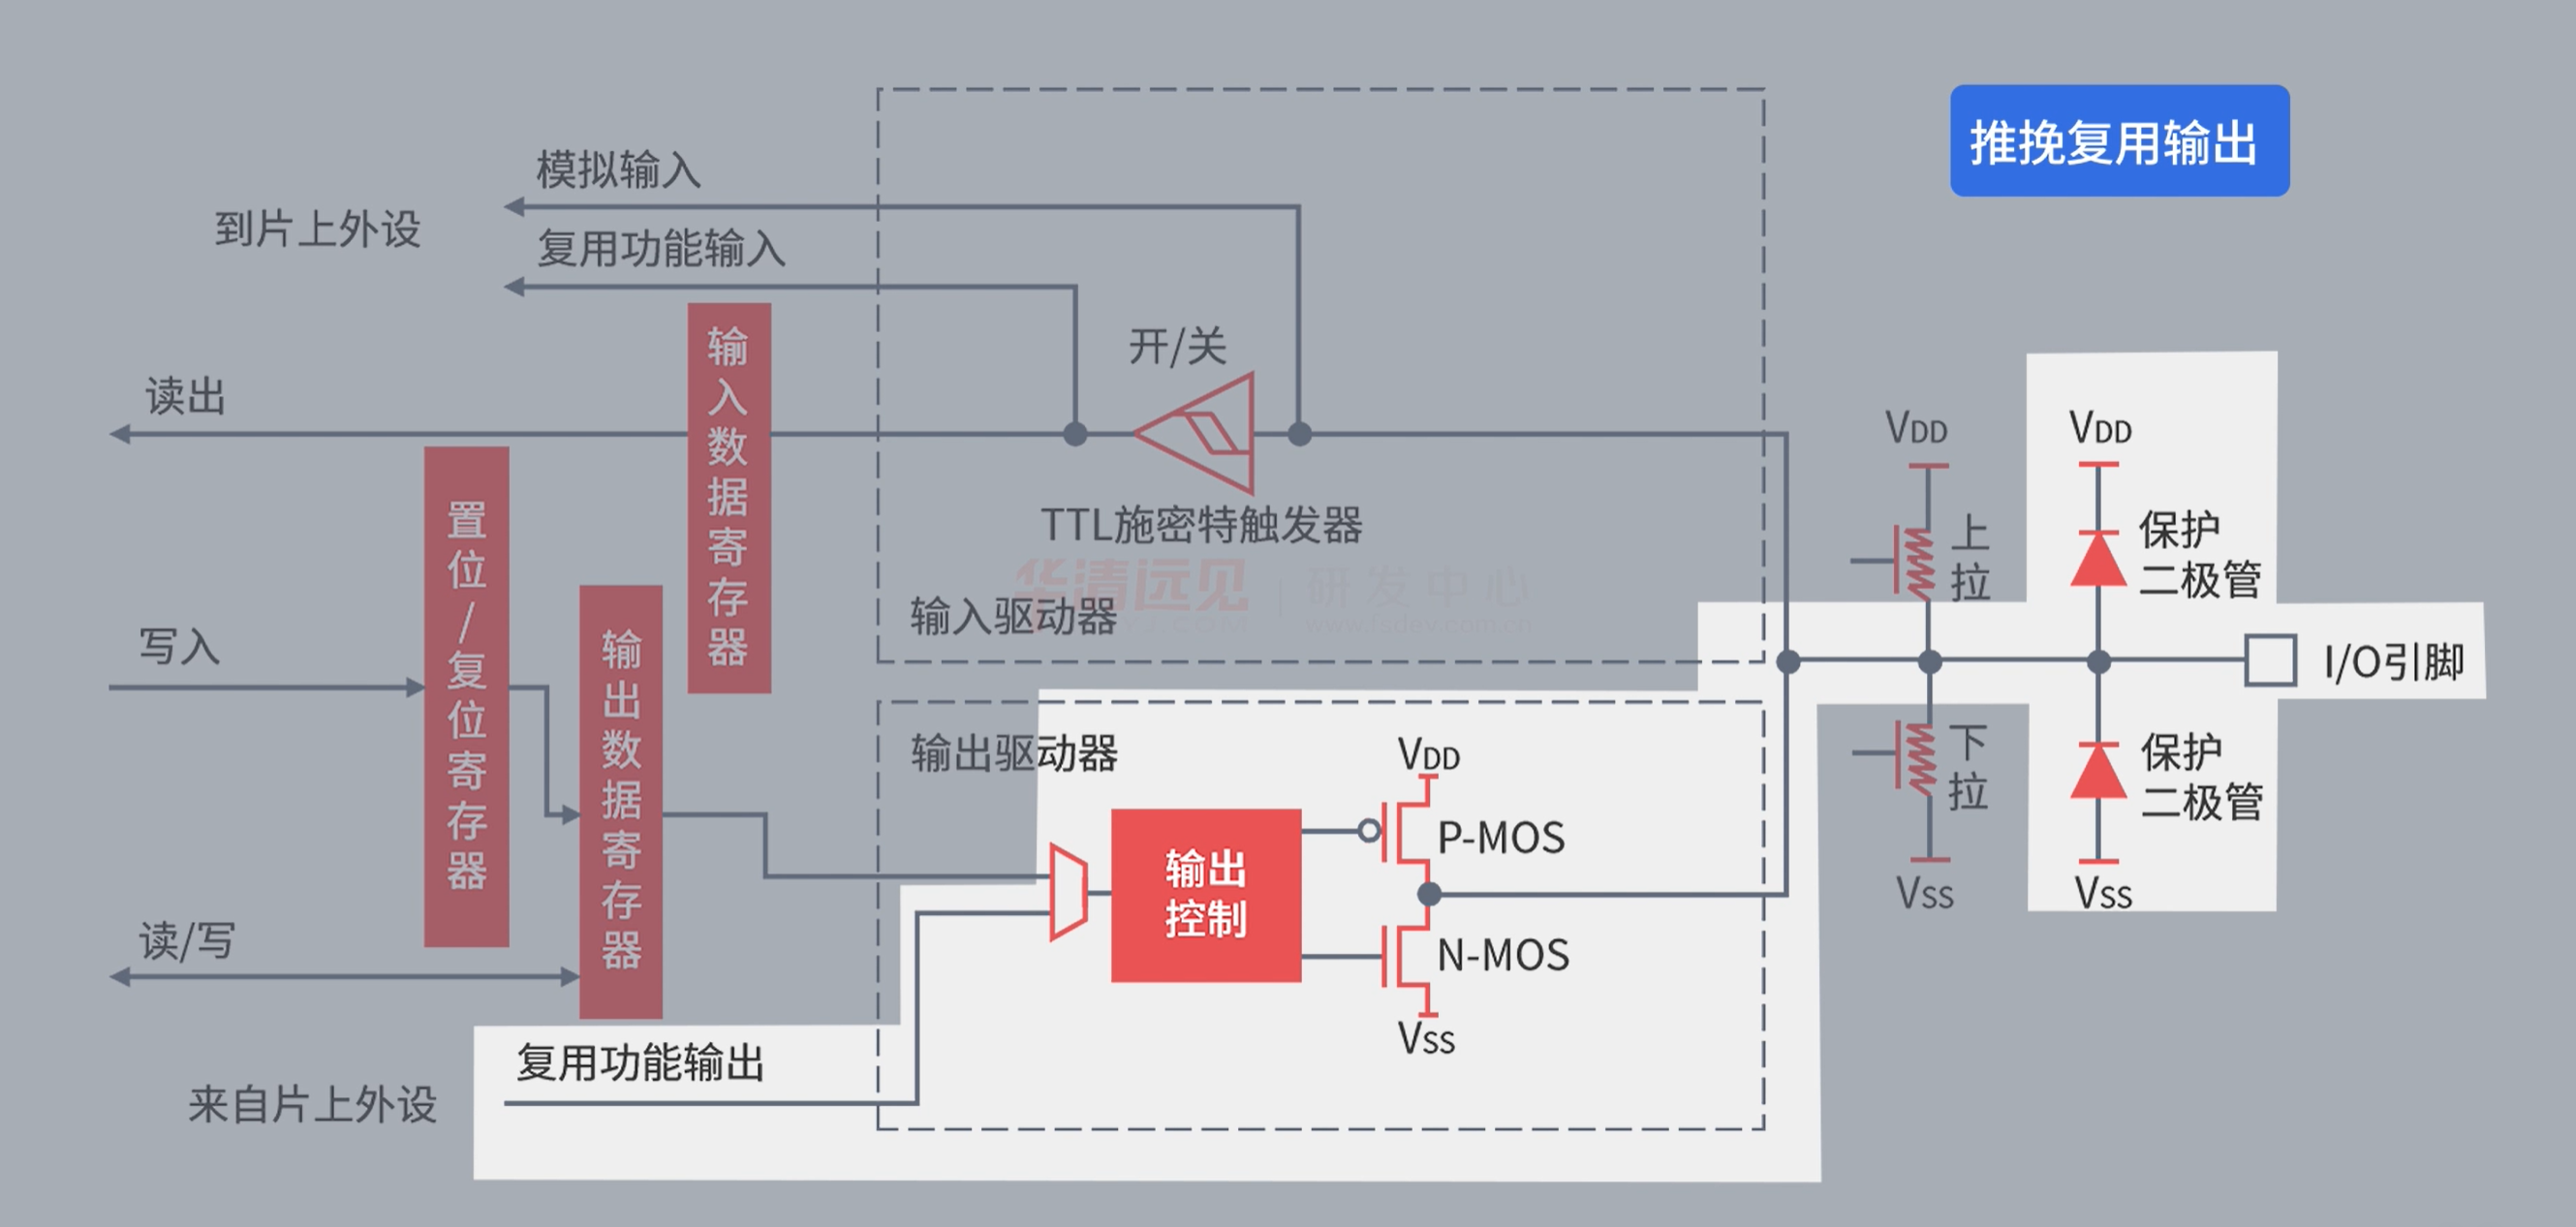 推挽复用输出
模拟输入
到片上外设
复用功能输入
开/关
读出
输入数据寄存器
置位/复位寄存器
TTL施密特触发器
华清远见
研发中心
输入驱动器
写入
输出数据寄存器
VDD
上拉
VDD
保护
二极管
I/O引脚
下拉
VSS
保护
二极管
VSS
输出驱动器
VDD
P-MOS
输出
控制
N-MOS
VSS
读/写
复用功能输出
来自片上外设